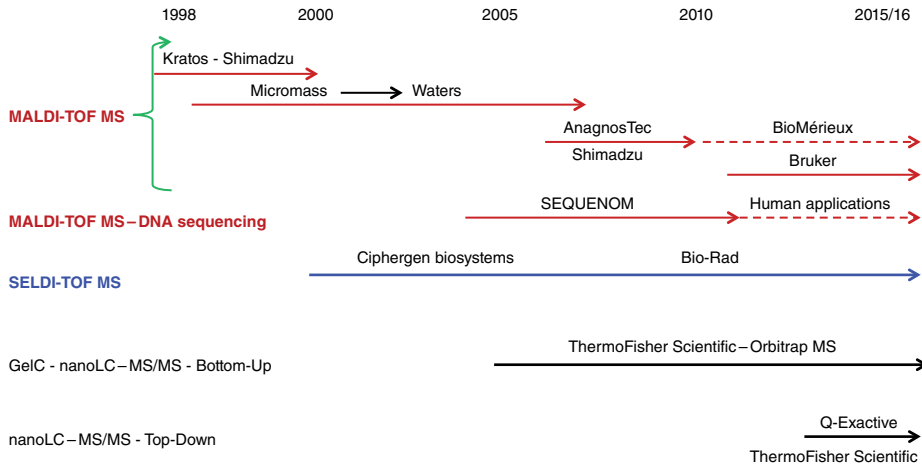 1998 2000 2005 2010 2015/16
Kratos - Shimadzu
Micromass Waters
MALDI-TOF MS
AnagnosTec BioMérieux
Shimadzu
Bruker
SEQUENOM Human applications
MALDI-TOF MS–DNA sequencing
Ciphergen biosystems Bio-Rad
SELDI-TOF MS
ThermoFisher Scientific–Orbitrap MS
GelC - nanoLC–MS/MS - Bottom-Up
Q-Exactive
nanoLC–MS/MS - Top-Down
ThermoFisher Scientific